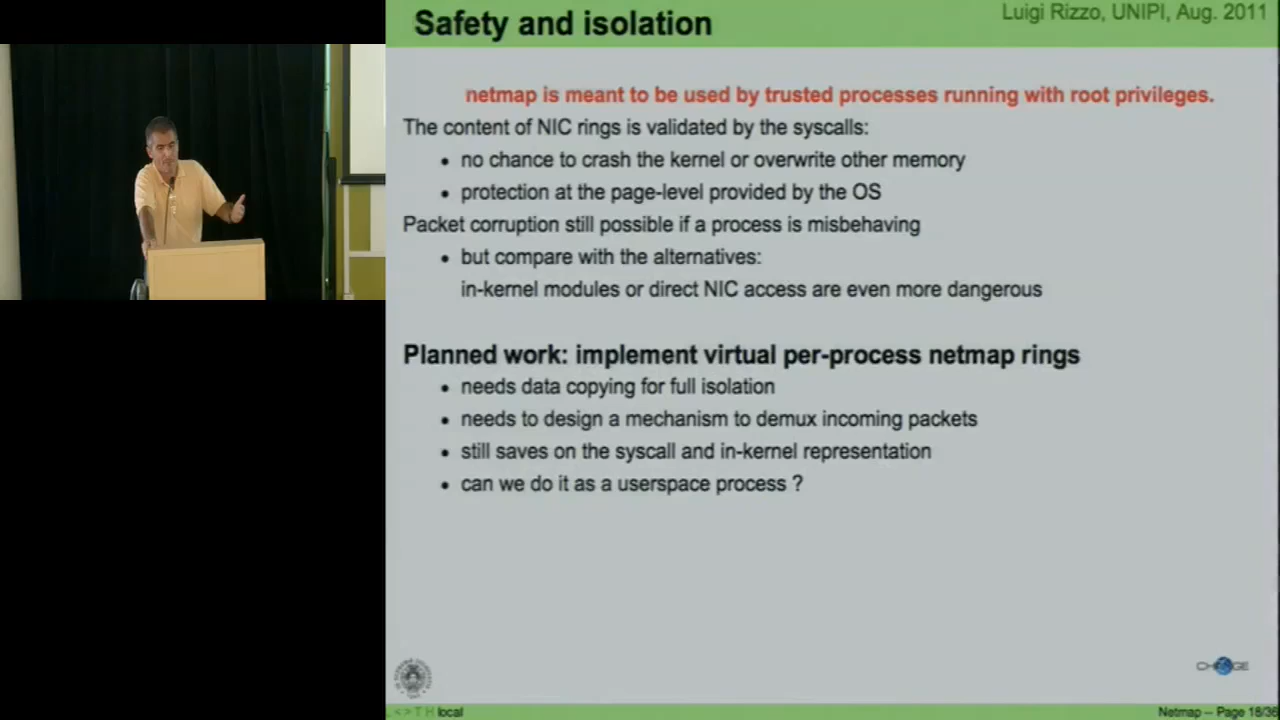 Safety and isolation
Luigi Rizzo, UNIPI, Aug. 2011
netmap is meant to be used by trusted processes running with root privileges.
The content of NIC rings is validated by the syscalls:
• no chance to crash the kernel or overwrite other memory
• protection at the page-level provided by the OS
Packet corruption still possible if a process is misbehaving
• but compare with the alternatives:
in-kernel modules or direct NIC access are even more dangerous
Planned work: implement virtual per-process netmap rings
• needs data copying for full isolation
• needs to design a mechanism to demux incoming packets
• still saves on the syscall and in-kernel representation
• can we do it as a userspace process ?
CHANGE
< > T H local
Netmap -- Page 18/36